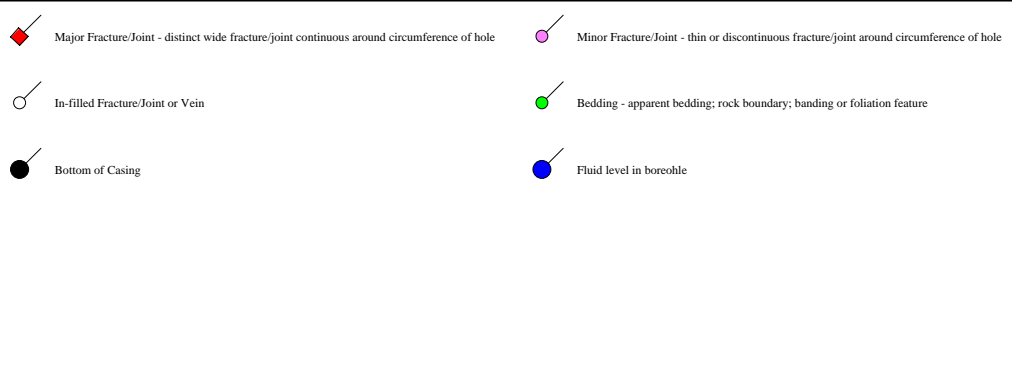 Major Fracture/Joint - distinct wide fracture/joint continuous around circumference of hole
Minor Fracture/Joint - thin or discontinuous fracture/joint around circumference of hole
In-filled Fracture/Joint or Vein
Bedding - apparent bedding; rock boundary; banding or foliation feature
Bottom of Casing
Fluid level in boreohle